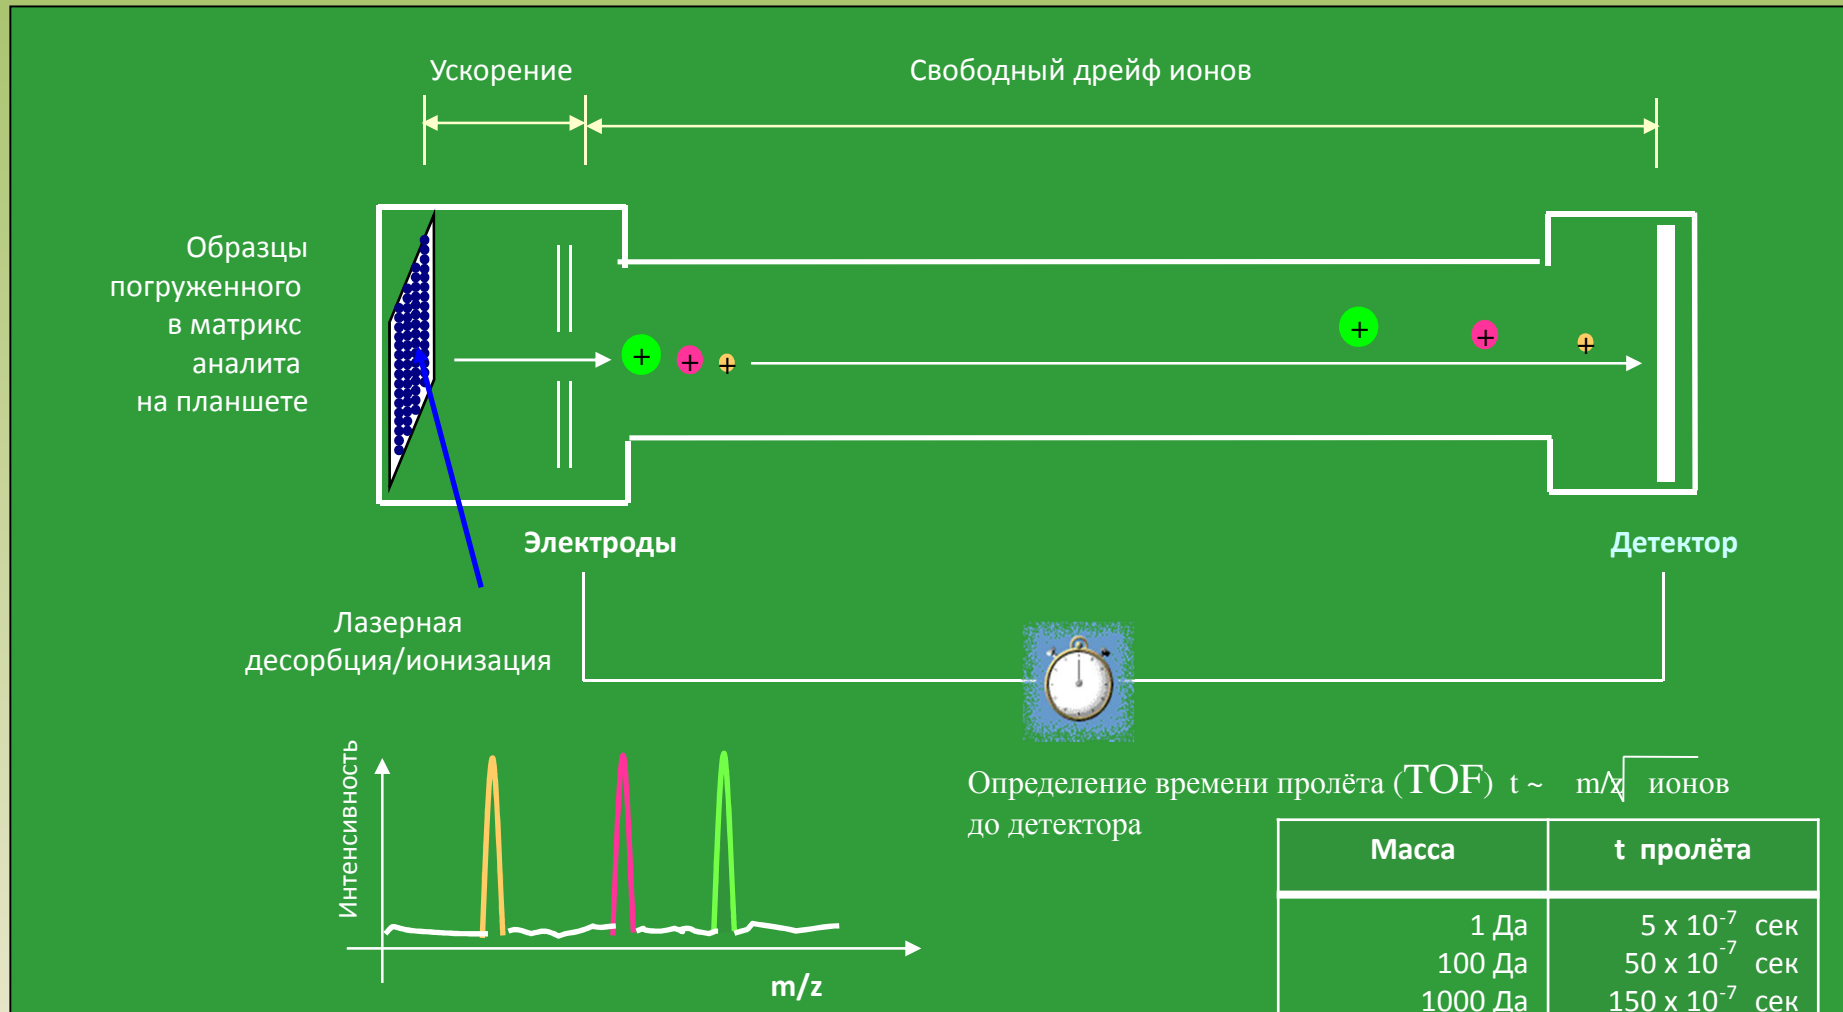 Ускорение
Свободный дрейф ионов
Образцы
погруженного
в матрикс
аналита
на планшете
+ + +
+ + +
Электроды
Детектор
Лазерная
десорбция/ионизация
Интенсивность
m/z
Определение времени пролёта (TOF) t ~ √m/z ионов
до детектора
Масса t пролёта
1 Да 5 x 10⁻⁷ сек
100 Да 50 x 10⁻⁷ сек
1000 Да 150 x 10⁻⁷ сек